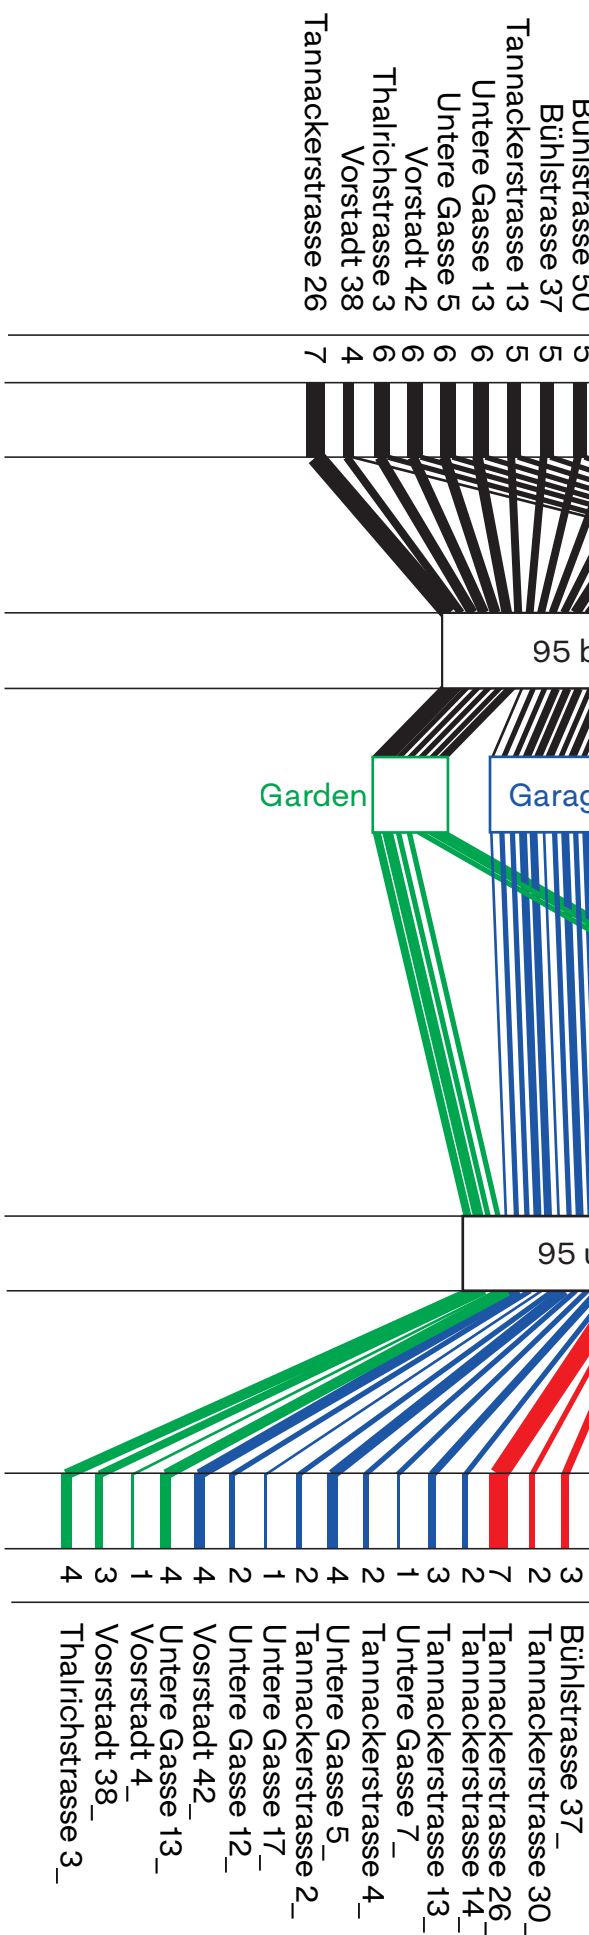 Tannackerstrasse 26
Vorstadt 38
Thalrichstrasse 3
Vorstadt 42
Untere Gasse 5
Untere Gasse 13
Tannackerstrasse 13
Bühlstrasse 37
Bühlstrasse 50
7 4 6 6 6 6 5 5 5
95
Garden
95
4 3 1 4 4 2 1 2 4 2 1 3 2 7 2 3
Thalrichstrasse 3_
Vosrstadt 38_
Vosrstadt 4_
Untere Gasse 13_
Vosrstadt 42_
Untere Gasse 12_
Untere Gasse 17_
Tannackerstrasse 2_
Untere Gasse 5_
Tannackerstrasse 4_
Untere Gasse 7_
Tannackerstrasse 13_
Tannackerstrasse 14_
Tannackerstrasse 26_
Tannackerstrasse 30_
Bühlstrasse 37_